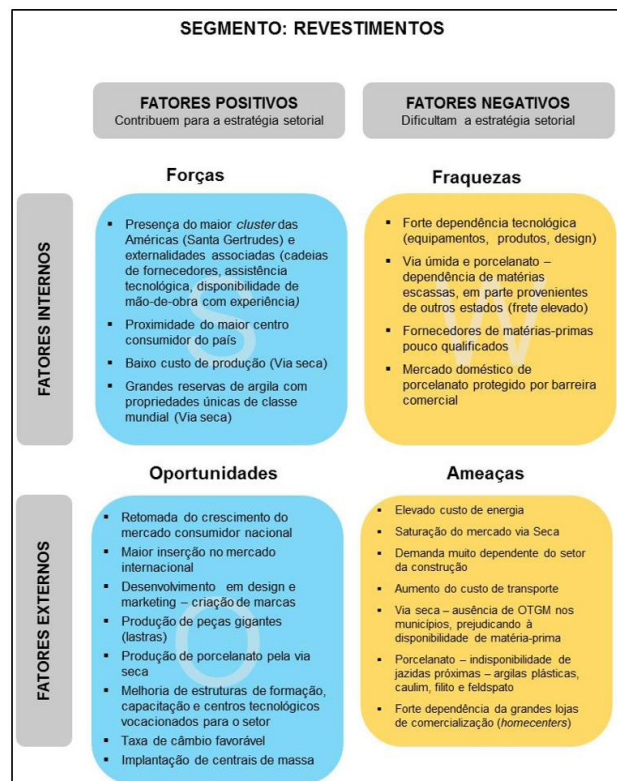 SEGMENTO: REVESTIMENTOS
FATORES POSITIVOS
Contribuem para a estratégia setorial
FATORES NEGATIVOS
Dificultam a estratégia setorial
FATORES INTERNOS
Forças
▪ Presença do maior cluster das
Américas (Santa Gertrudes) e
externalidades associadas (cadeias
de fornecedores, assistência
tecnológica, disponibilidade de
mão-de-obra com experiência)
▪ Proximidade do maior centro
consumidor do país
▪ Baixo custo de produção (Via seca)
▪ Grandes reservas de argila com
propriedades únicas de classe
mundial (Via seca)
S
Fraquezas
▪ Forte dependência tecnológica
(equipamentos, produtos, design)
▪ Via úmida e porcelanato –
dependência de matérias
escassas, em parte provenientes
de outros estados (frete elevado)
▪ Fornecedores de matérias-primas
pouco qualificados
▪ Mercado doméstico de
porcelanato protegido por barreira
comercial
W
FATORES EXTERNOS
Oportunidades
▪ Retomada do crescimento do
mercado consumidor nacional
▪ Maior inserção no mercado
internacional
▪ Desenvolvimento em design e
marketing – criação de marcas
▪ Produção de peças gigantes
(lastras)
▪ Produção de porcelanato pela via
seca
▪ Melhoria de estruturas de formação,
capacitação e centros tecnológicos
vocacionados para o setor
▪ Taxa de câmbio favorável
▪ Implantação de centrais de massa
O
Ameaças
▪ Elevado custo de energia
▪ Saturação do mercado via Seca
▪ Demanda muito dependente do setor
da construção
▪ Aumento do custo de transporte
▪ Via seca – ausência de OTGM nos
municípios, prejudicando à
disponibilidade de matéria-prima
▪ Porcelanato – indisponibilidade de
jazidas próximas – argilas plásticas,
caulim, filito e feldspato
▪ Forte dependência da grandes lojas
de comercialização (homecenters)